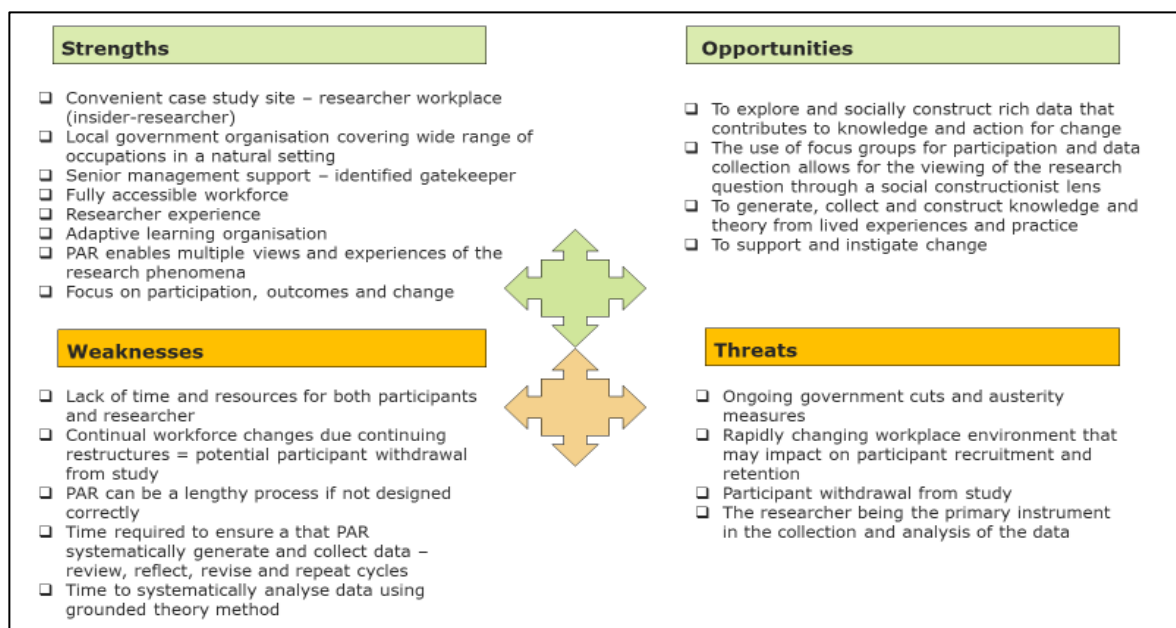 Strengths
❑ Convenient case study site – researcher workplace
(insider-researcher)
❑ Local government organisation covering wide range of
occupations in a natural setting
❑ Senior management support – identified gatekeeper
❑ Fully accessible workforce
❑ Researcher experience
❑ Adaptive learning organisation
❑ PAR enables multiple views and experiences of the
research phenomena
❑ Focus on participation, outcomes and change
Opportunities
❑ To explore and socially construct rich data that
contributes to knowledge and action for change
❑ The use of focus groups for participation and data
collection allows for the viewing of the research
question through a social constructionist lens
❑ To generate, collect and construct knowledge and
theory from lived experiences and practice
❑ To support and instigate change
Weaknesses
❑ Lack of time and resources for both participants
and researcher
❑ Continual workforce changes due continuing
restructures = potential participant withdrawal
from study
❑ PAR can be a lengthy process if not designed
correctly
❑ Time required to ensure a that PAR
systematically generate and collect data –
review, reflect, revise and repeat cycles
❑ Time to systematically analyse data using
grounded theory method
Threats
❑ Ongoing government cuts and austerity
measures
❑ Rapidly changing workplace environment that
may impact on participant recruitment and
retention
❑ Participant withdrawal from study
❑ The researcher being the primary instrument
in the collection and analysis of the data